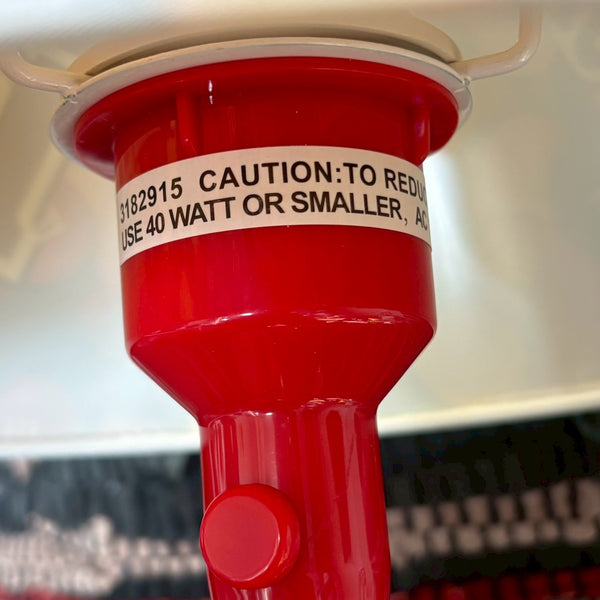 3182915 CAUTION:TO REDU
USE 40 WATT OR SMALLER, AC